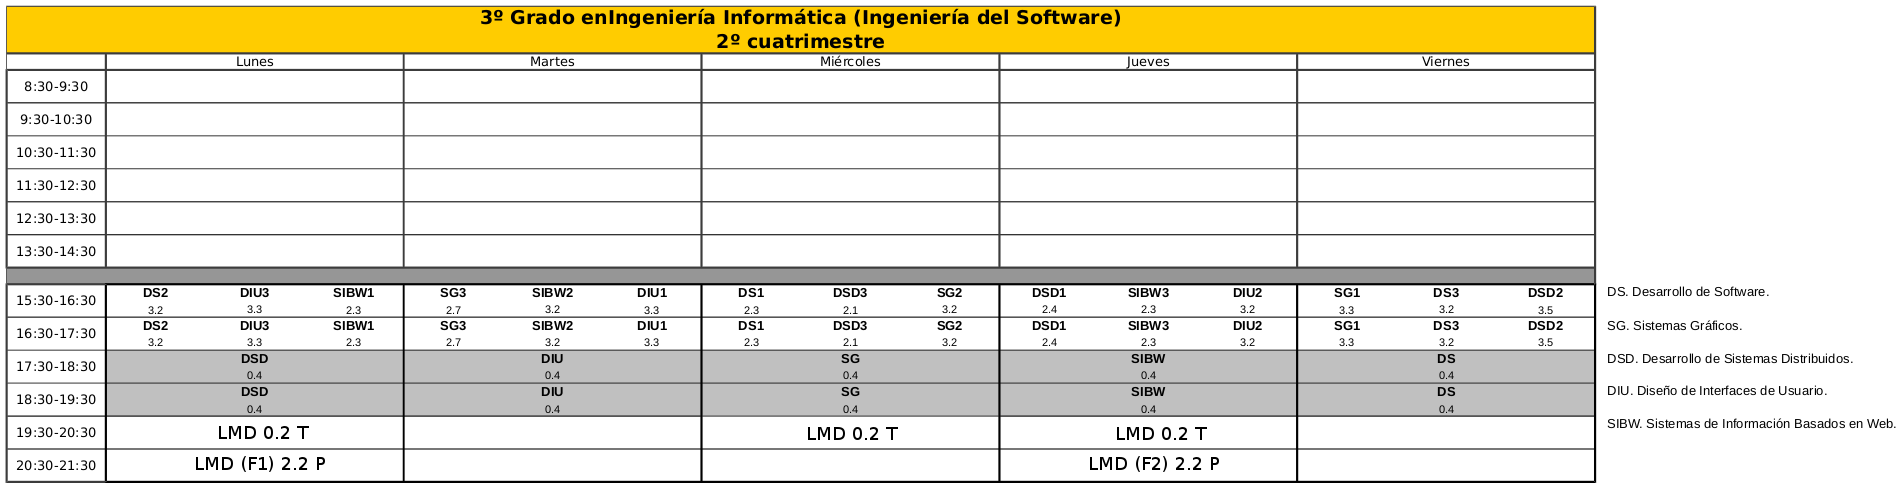 3º Grado enIngeniería Informática (Ingeniería del Software)
2º cuatrimestre
Lunes Martes Miércoles Jueves Viernes
8:30-9:30
9:30-10:30
10:30-11:30
11:30-12:30
12:30-13:30
13:30-14:30
15:30-16:30 DS2 DIU3 SIBW1 SG3 SIBW2 DIU1 DS1 DSD3 SG2 DSD1 SIBW3 DIU2 SG1 DS3 DSD2 DS. Desarrollo de Software.
3.2 3.3 2.3 2.7 3.2 3.3 2.3 2.1 3.2 2.4 2.3 3.2 3.3 3.2 3.5
16:30-17:30 DS2 DIU3 SIBW1 SG3 SIBW2 DIU1 DS1 DSD3 SG2 DSD1 SIBW3 DIU2 SG1 DS3 DSD2 SG. Sistemas Gráficos.
3.2 3.3 2.3 2.7 3.2 3.3 2.3 2.1 3.2 2.4 2.3 3.2 3.3 3.2 3.5
17:30-18:30 DSD DIU SG SIBW DS DSD. Desarrollo de Sistemas Distribuidos.
0.4 0.4 0.4 0.4 0.4
18:30-19:30 DSD DIU SG SIBW DS DIU. Diseño de Interfaces de Usuario.
0.4 0.4 0.4 0.4 0.4
19:30-20:30 LMD 0.2 T LMD 0.2 T LMD 0.2 T SIBW. Sistemas de Información Basados en Web.
20:30-21:30 LMD (F1) 2.2 P LMD (F2) 2.2 P